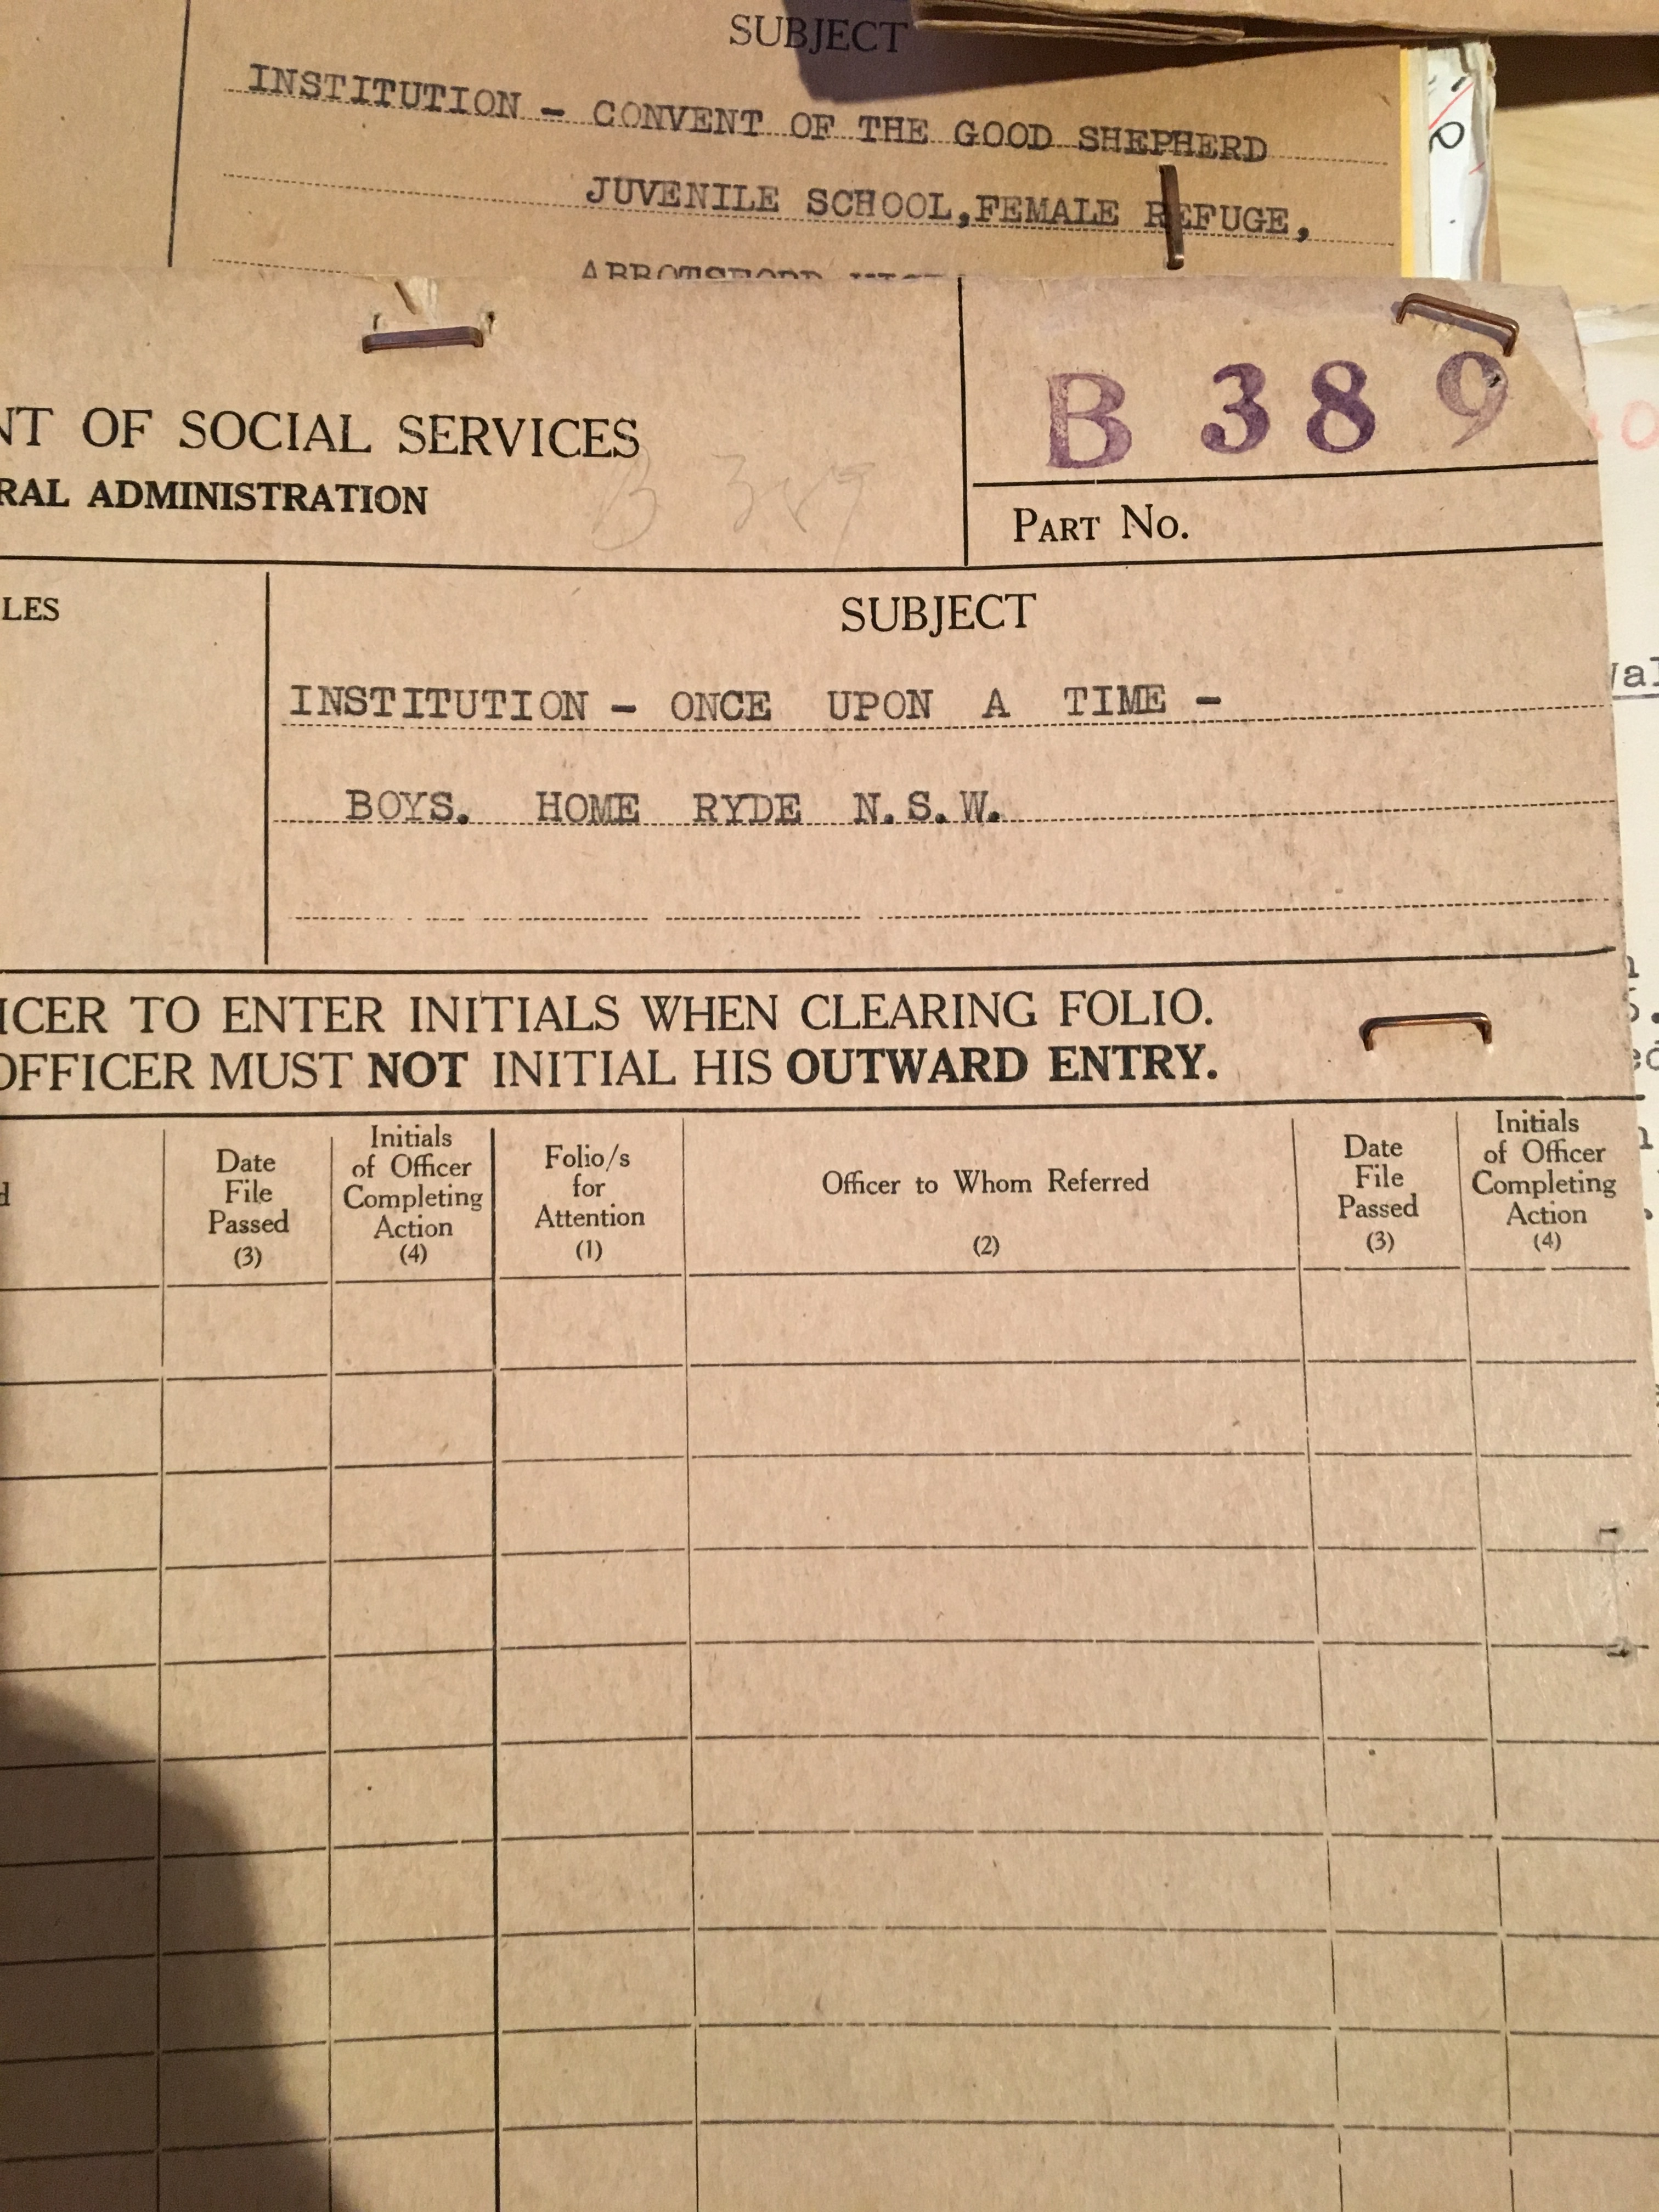 SUBJECT
INSTITUTION - CONVENT OF THE GOOD SHEPHERD
JUVENILE SCHOOL, FEMALE REFUGE,
B 389
NT OF SOCIAL SERVICES
RAL ADMINISTRATION
B 389
PART No.
LES
SUBJECT
INSTITUTION - ONCE UPON A TIME -
BOYS. HOME RYDE N.S.W.
ICER TO ENTER INITIALS WHEN CLEARING FOLIO.
OFFICER MUST NOT INITIAL HIS OUTWARD ENTRY.
Date File Passed (3)
Initials of Officer Completing Action (4)
Folio/s for Attention (1)
Officer to Whom Referred (2)
Date File Passed (3)
Initials of Officer Completing Action (4)